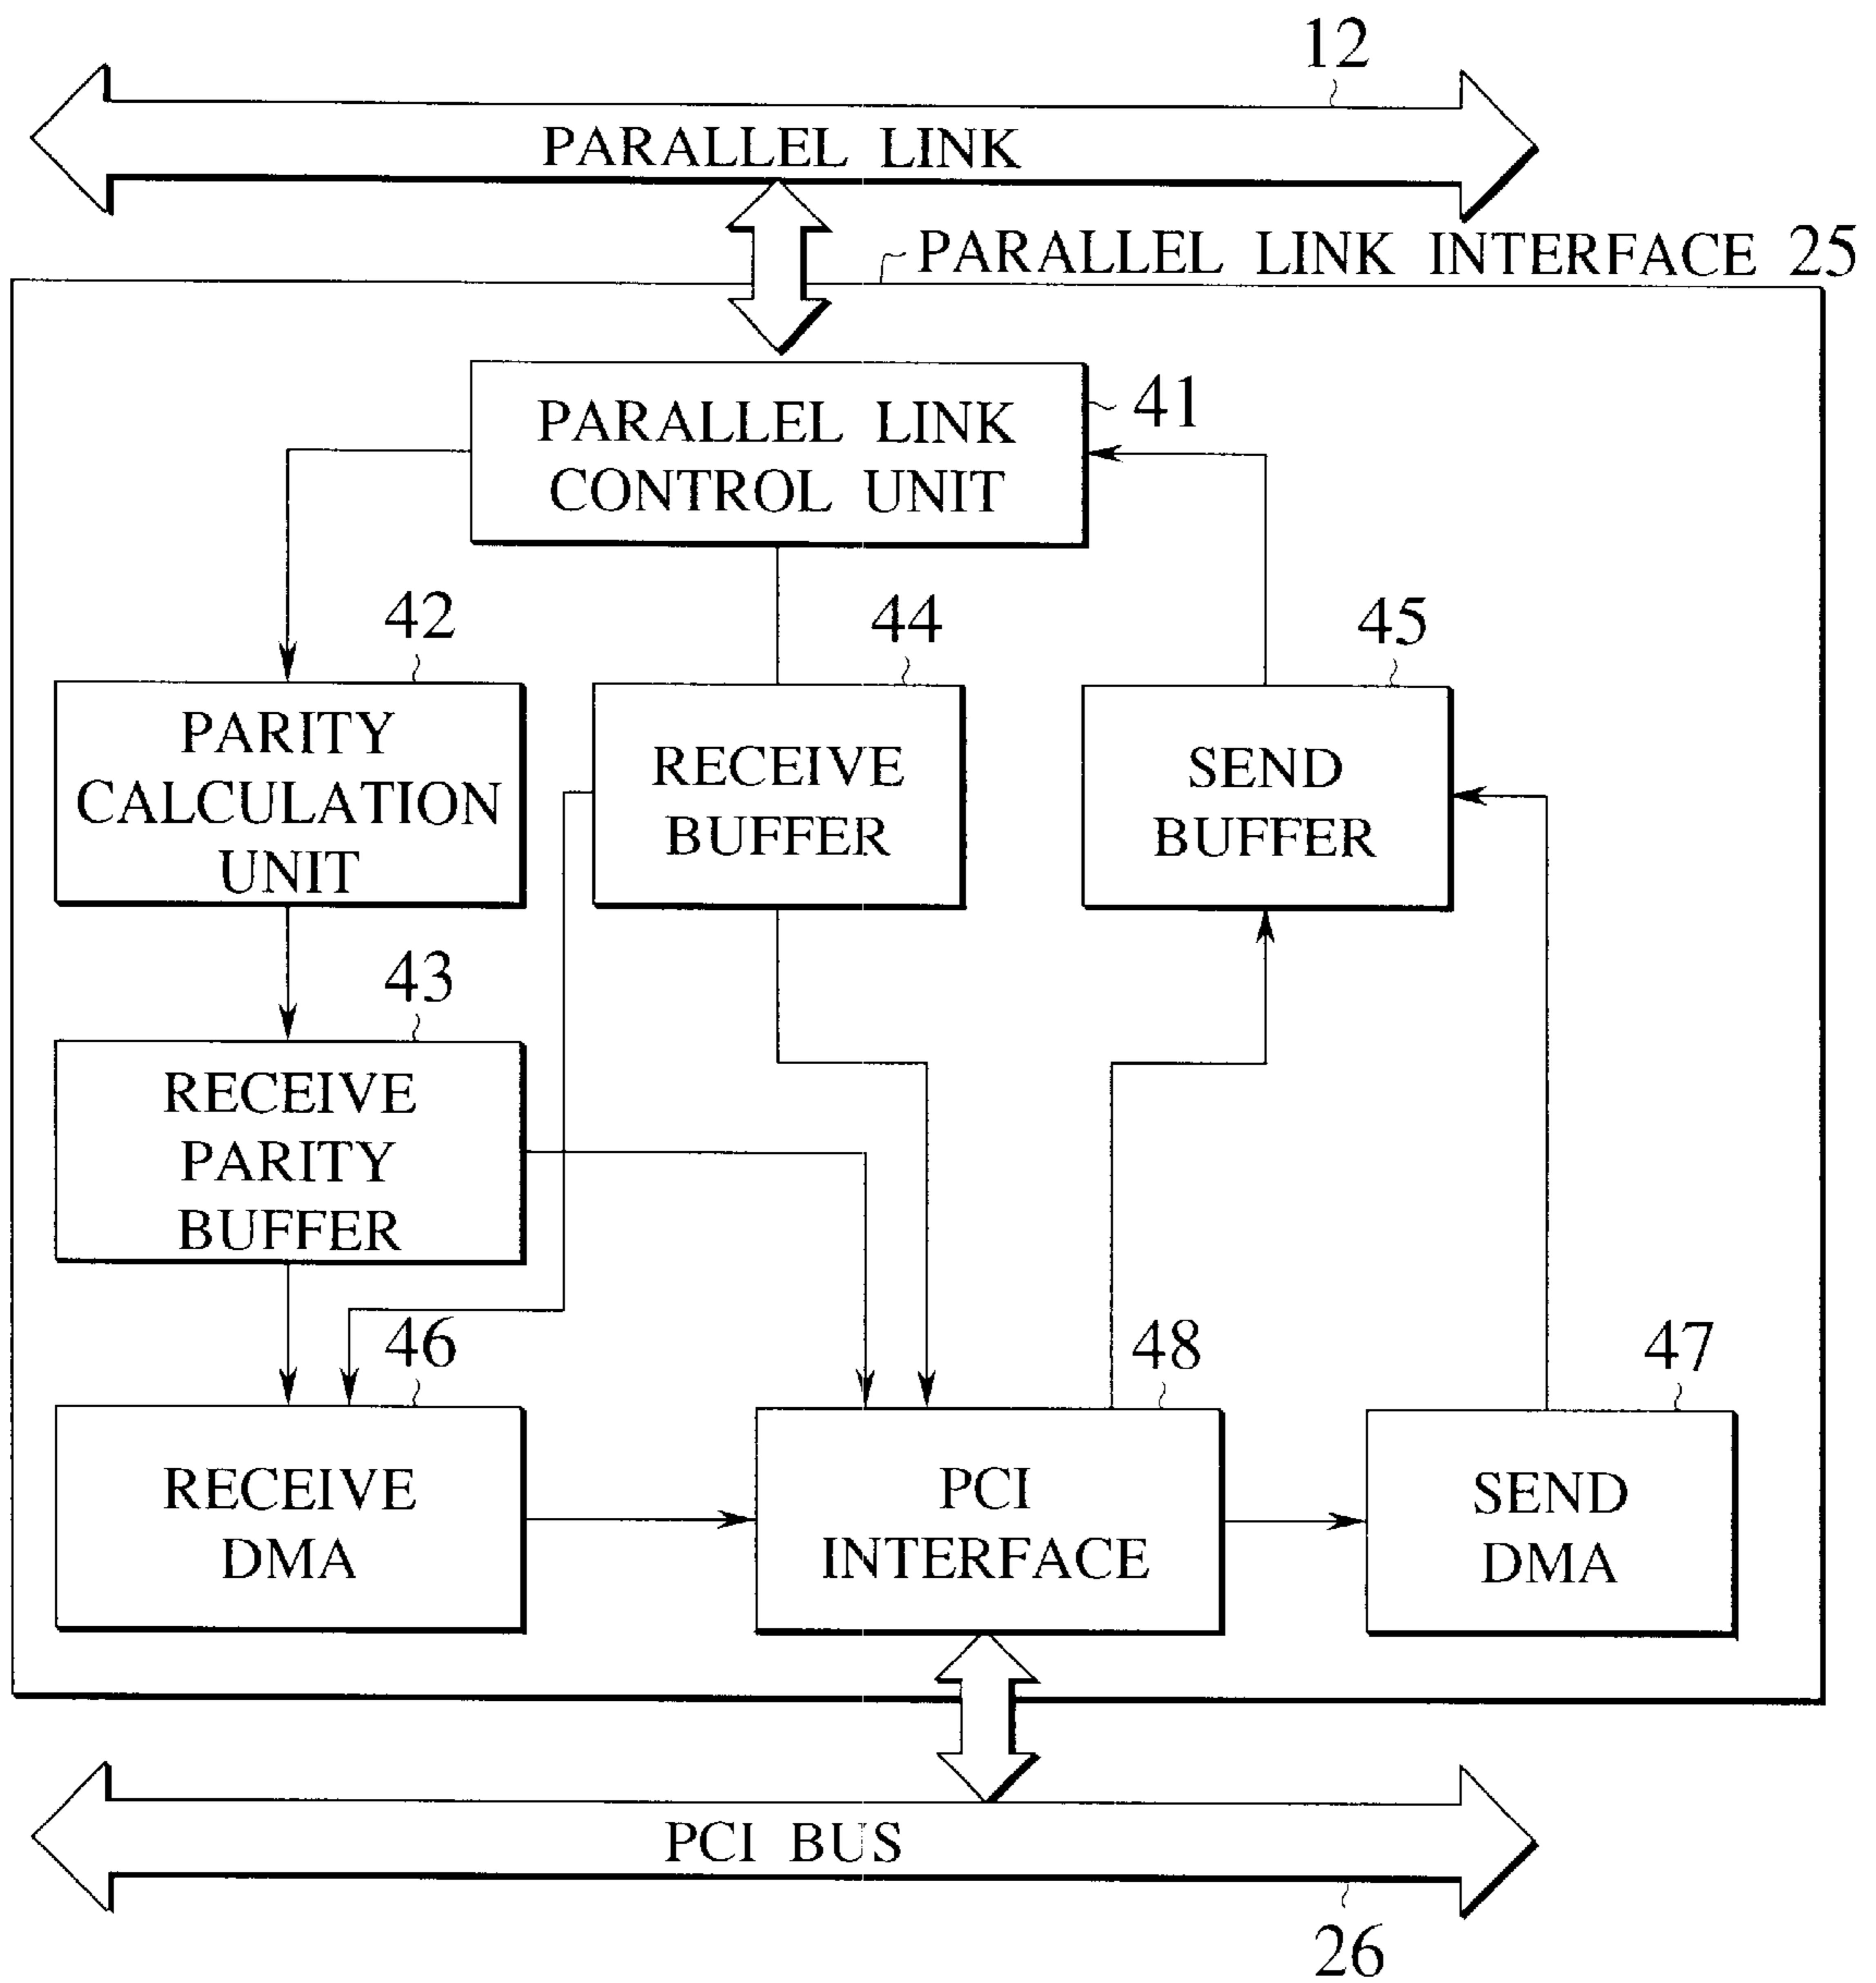 12
PARALLEL LINK
PARALLEL LINK INTERFACE 25
PARALLEL LINK
CONTROL UNIT
41
42
44
45
PARITY
CALCULATION
UNIT
RECEIVE
BUFFER
SEND
BUFFER
43
RECEIVE
PARITY
BUFFER
46
48
47
RECEIVE
DMA
PCI
INTERFACE
SEND
DMA
PCI BUS
26